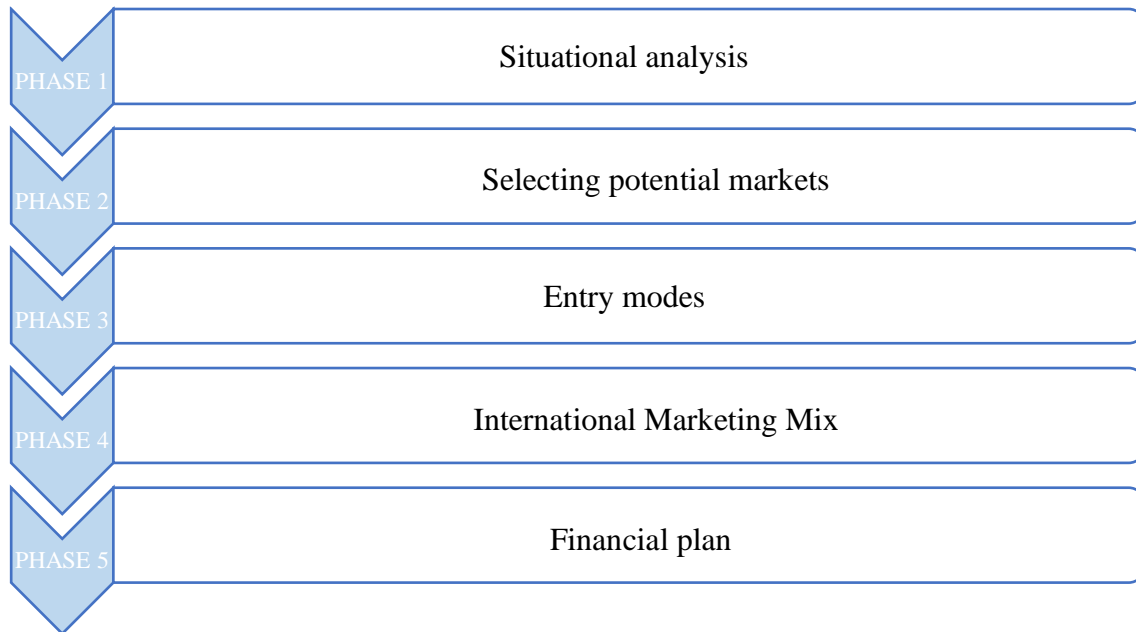 PHASE 1
Situational analysis
PHASE 2
Selecting potential markets
PHASE 3
Entry modes
PHASE 4
International Marketing Mix
PHASE 5
Financial plan